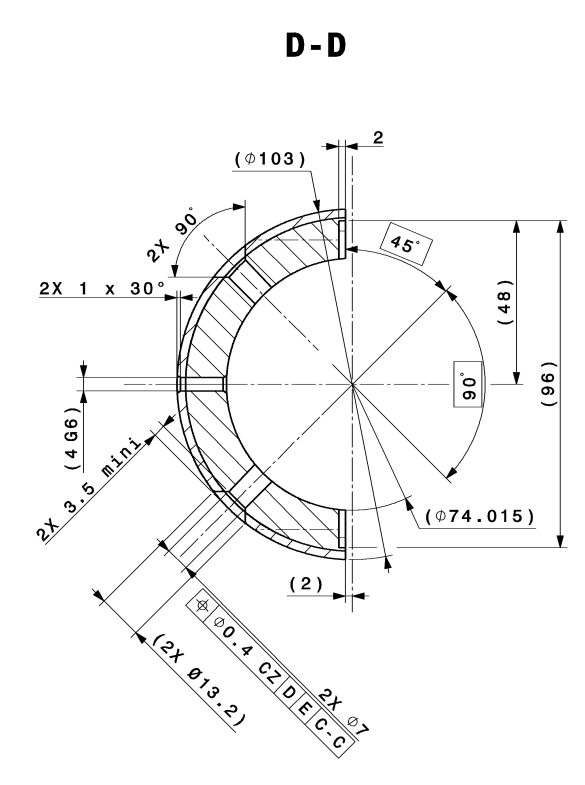 D-D
2
(Ø103)
2X 90°
45°
2X 1 x 30°
(48)
90°
(96)
(4 G6)
2X 3.5 mini
(Ø74.015)
(2)
⌖ Ø0.4 CZ D E C-C
2X Ø7
(2X Ø13.2)